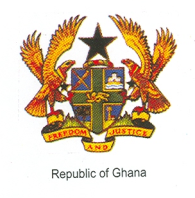 FREEDOM AND JUSTICE
Republic of Ghana